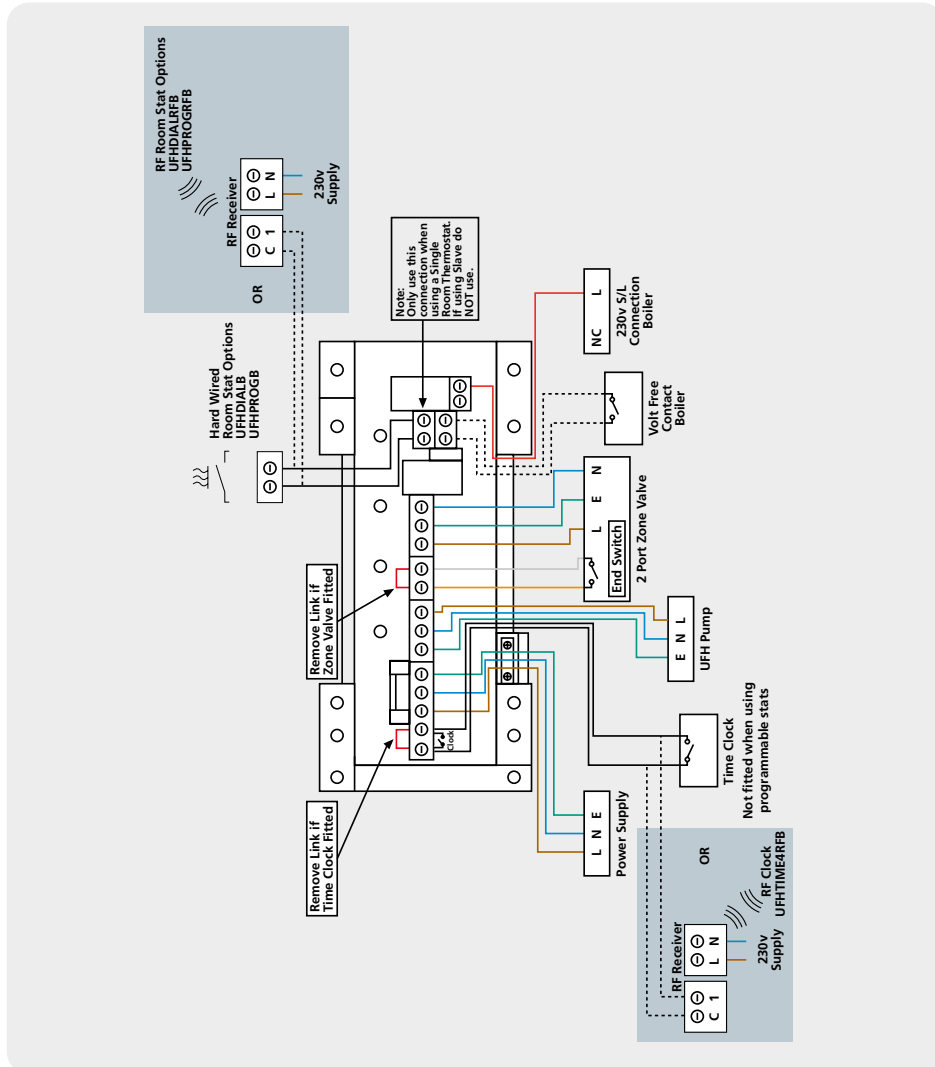 RF Room Stat Options
UFHDIALRFB
UFHPROGRFB
RF Receiver
C 1
L N
230v
Supply
OR
Hard Wired
Room Stat Options
UFHDIALB
UFHPROGB
Note:
Only use this
connection when
using a Single
Room Thermostat.
If using Slave do
NOT use.
NC L
230v S/L
Connection
Boiler
Volt Free
Contact
Boiler
L E N
End Switch
2 Port Zone Valve
Remove Link if
Zone Valve Fitted
E N L
UFH Pump
Clock
Time Clock
Not fitted when using
programmable stats
Remove Link if
Time Clock Fitted
L N E
Power Supply
OR
RF Clock
UFHTIME4RFB
RF Receiver
C 1
L N
230v
Supply